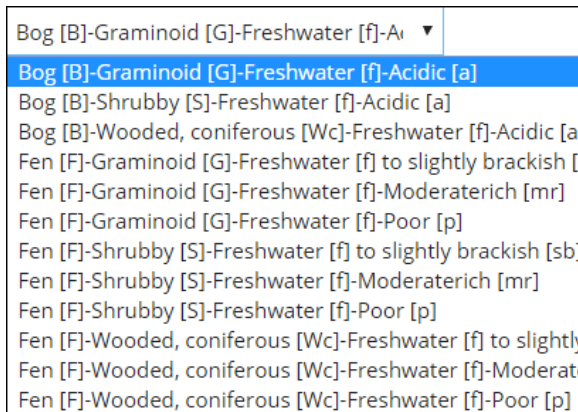 Bog [B]-Graminoid [G]-Freshwater [f]-A
Bog [B]-Graminoid [G]-Freshwater [f]-Acidic [a]
Bog [B]-Shrubby [S]-Freshwater [f]-Acidic [a]
Bog [B]-Wooded, coniferous [Wc]-Freshwater [f]-Acidic [a
Fen [F]-Graminoid [G]-Freshwater [f] to slightly brackish [
Fen [F]-Graminoid [G]-Freshwater [f]-Moderaterich [mr]
Fen [F]-Graminoid [G]-Freshwater [f]-Poor [p]
Fen [F]-Shrubby [S]-Freshwater [f] to slightly brackish [sb]
Fen [F]-Shrubby [S]-Freshwater [f]-Moderaterich [mr]
Fen [F]-Shrubby [S]-Freshwater [f]-Poor [p]
Fen [F]-Wooded, coniferous [Wc]-Freshwater [f] to slightly
Fen [F]-Wooded, coniferous [Wc]-Freshwater [f]-Moderate
Fen [F]-Wooded, coniferous [Wc]-Freshwater [f]-Poor [p]